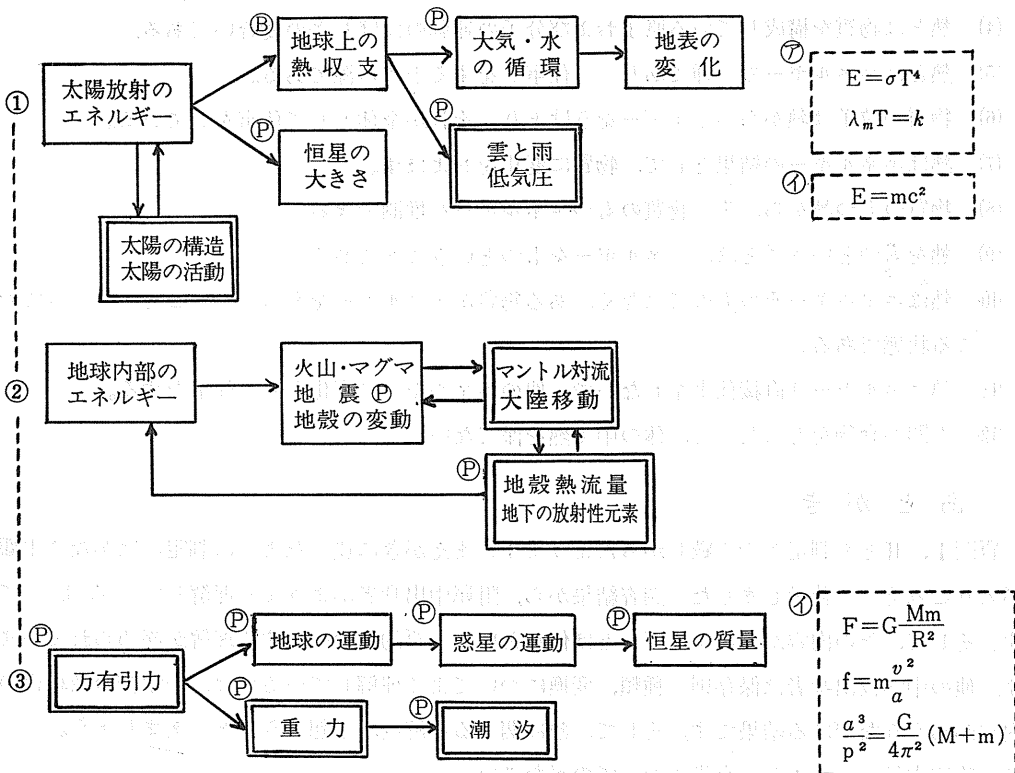 ①
太陽放射の
エネルギー
Ⓑ
地球上の
熱収支
Ⓟ
大気・水
の循環
地表の
変化
Ⓟ
恒星の
大きさ
Ⓟ
雲と雨
低気圧
太陽の構造
太陽の活動
㋐
E=σT⁴
λₘT=k
㋑
E=mc²
②
地球内部の
エネルギー
火山・マグマ
地震Ⓟ
地殻の変動
マントル対流
大陸移動
Ⓟ
地殻熱流量
地下の放射性元素
③
Ⓟ
万有引力
Ⓟ
地球の運動
Ⓟ
惑星の運動
Ⓟ
恒星の質量
Ⓟ
重力
Ⓟ
潮汐
㋑
F=G Mm/R²
f=m v²/a
a³/p²=G/4π²(M+m)